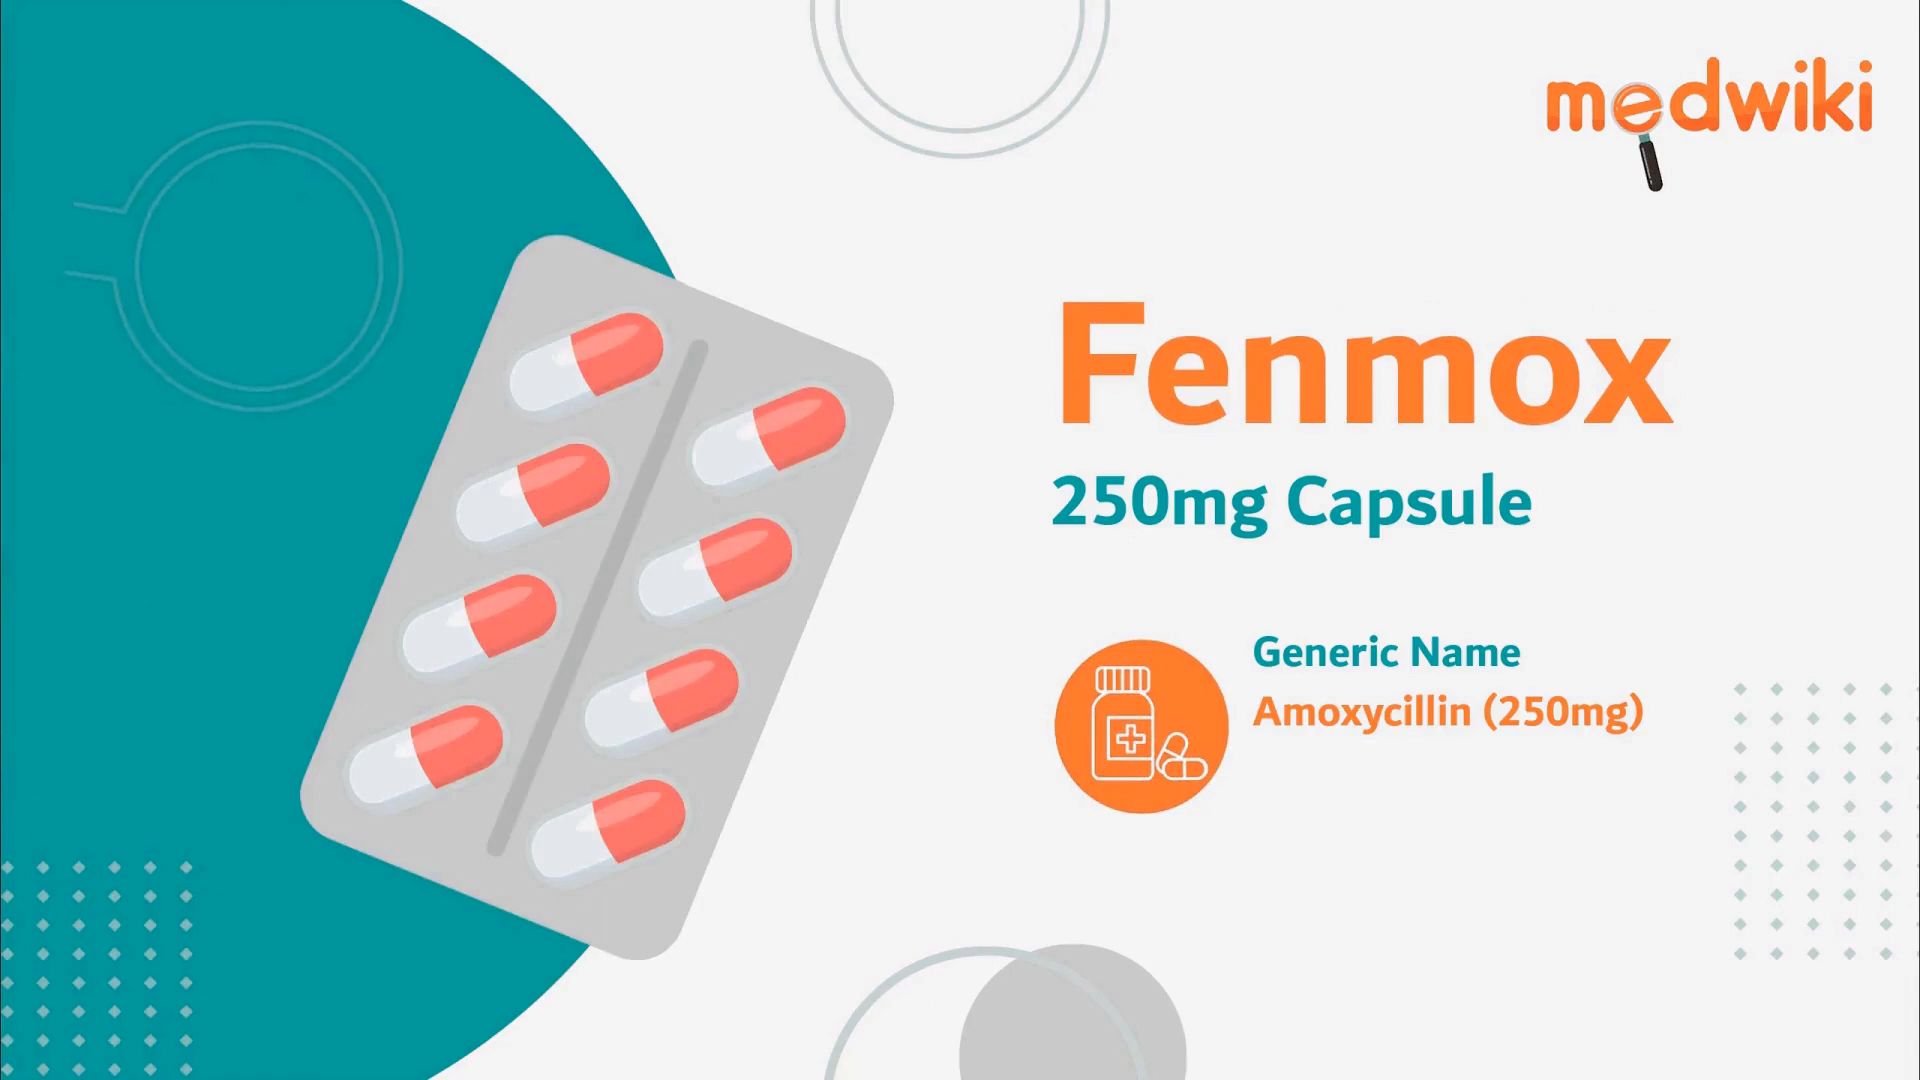 medwiki
Fenmox
250mg Capsule
Generic Name
Amoxycillin (250mg)